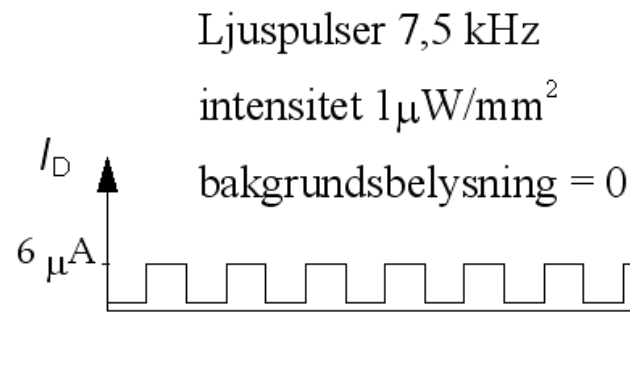 Ljuspulser 7,5 kHz
intensitet 1μW/mm²
bakgrundsbelysning = 0
I_D
6 μA